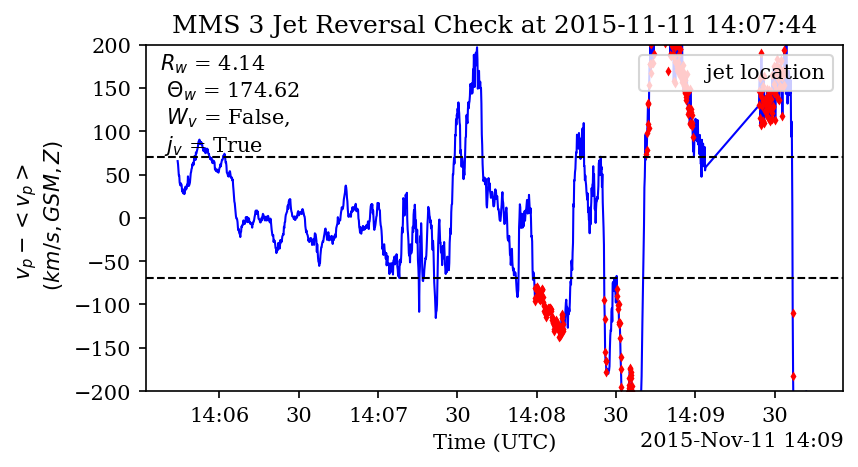 MMS 3 Jet Reversal Check at 2015-11-11 14:07:44
R_w = 4.14
Θ_w = 174.62
W_v = False,
j_v = True
jet location
v_p − < v_p >
(km/s, GSM, Z)
200
150
100
50
0
−50
−100
−150
−200
14:06
30
14:07
30
14:08
30
14:09
30
Time (UTC)
2015-Nov-11 14:09